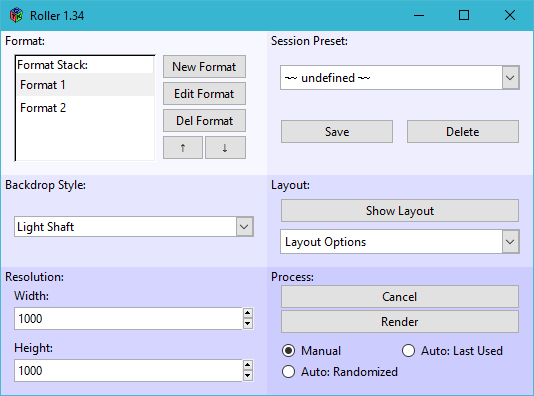 Roller 1.34
Format:
Format Stack:
Format 1
Format 2
New Format
Edit Format
Del Format
↑ ↓
Session Preset:
~~ undefined ~~
Save Delete
Backdrop Style:
Light Shaft
Layout:
Show Layout
Layout Options
Resolution:
Width:
1000
Height:
1000
Process:
Cancel
Render
Manual Auto: Last Used
Auto: Randomized